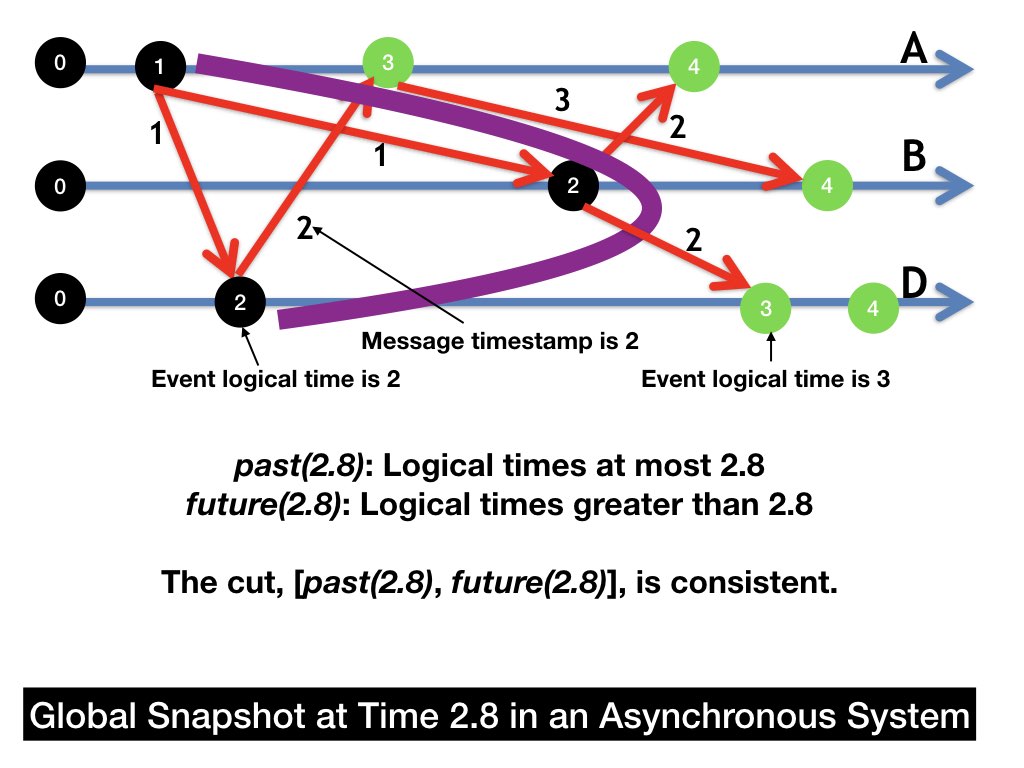 0 1 3 4 A
3
1 2
1
0 2 4 B
2 2
0 2 3 4 D
Message timestamp is 2
Event logical time is 2 Event logical time is 3
past(2.8): Logical times at most 2.8
future(2.8): Logical times greater than 2.8
The cut, [past(2.8), future(2.8)], is consistent.
Global Snapshot at Time 2.8 in an Asynchronous System